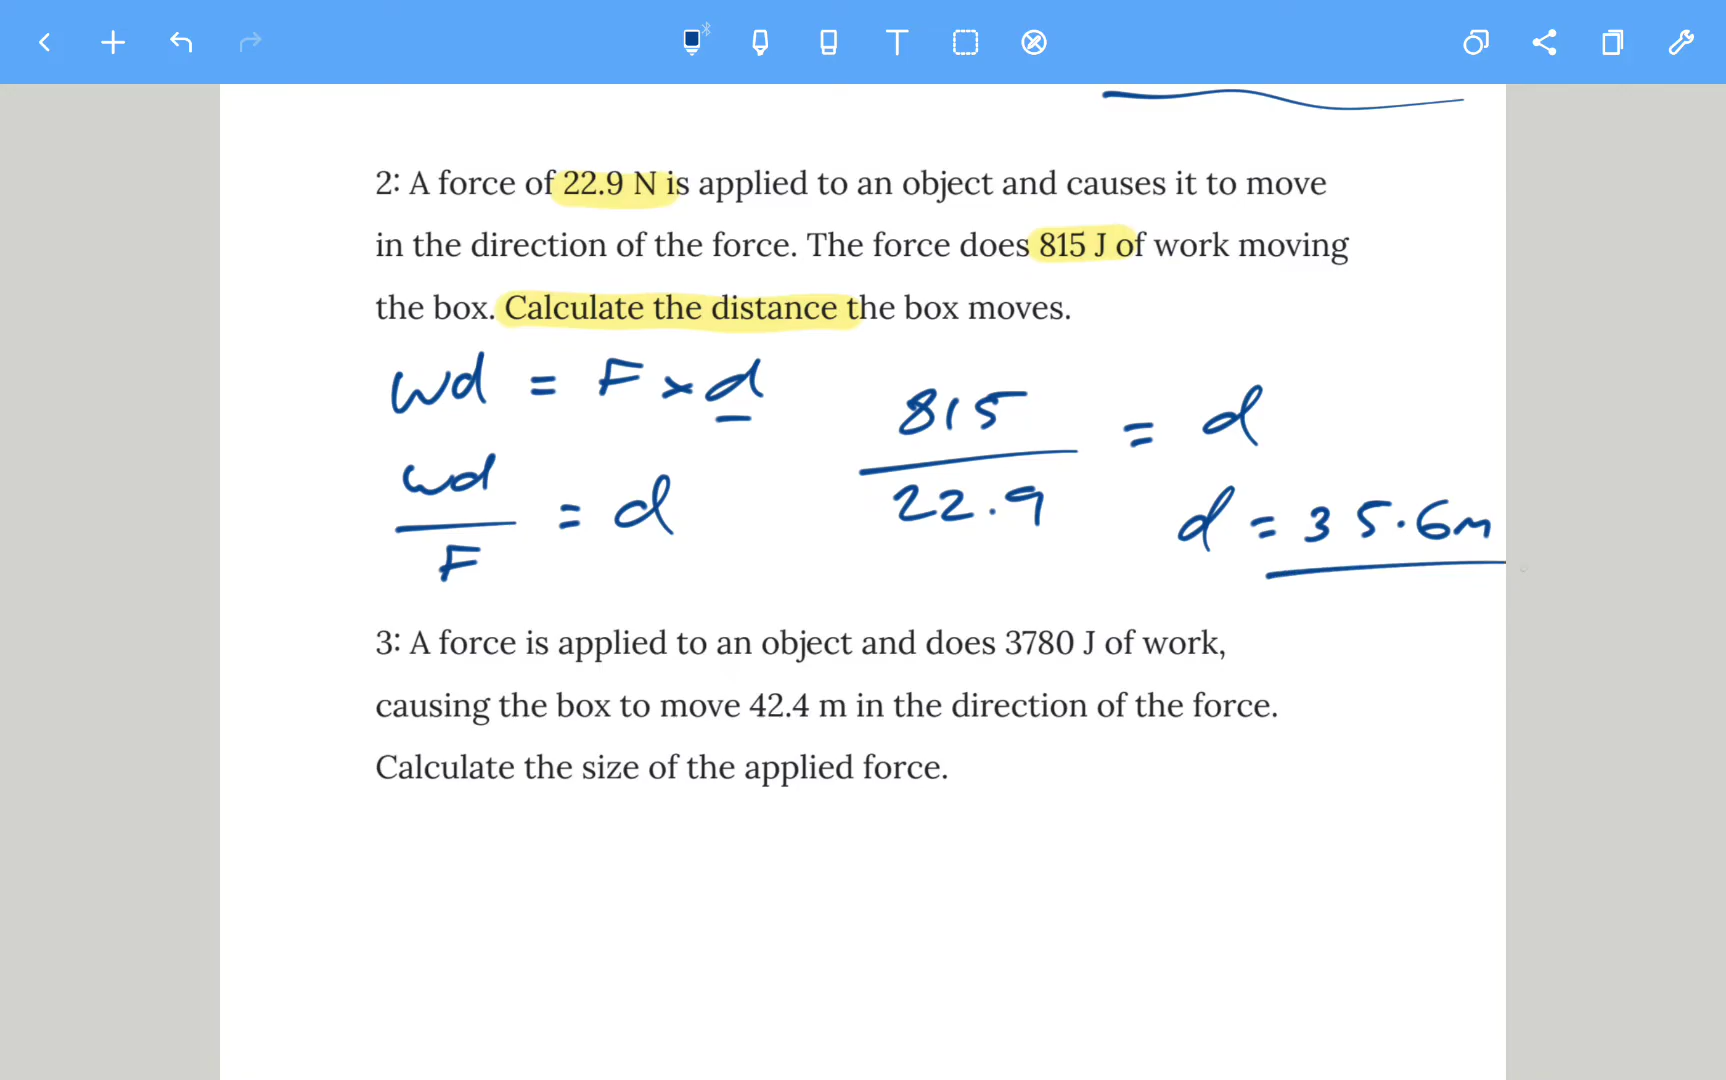 T
2: A force of 22.9 N is applied to an object and causes it to move
in the direction of the force. The force does 815 J of work moving
the box. Calculate the distance the box moves.
wd = F × d
wd / F = d
815 / 22.9 = d
d = 35.6m
3: A force is applied to an object and does 3780 J of work,
causing the box to move 42.4 m in the direction of the force.
Calculate the size of the applied force.